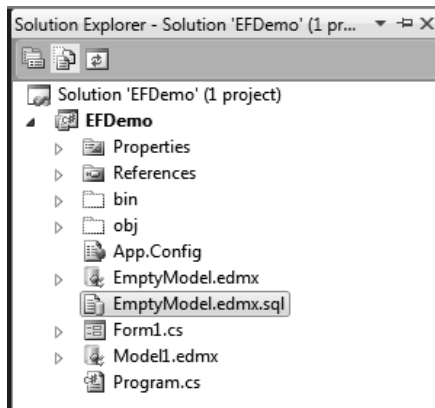 Solution Explorer - Solution 'EFDemo' (1 pr...
Solution 'EFDemo' (1 project)
EFDemo
Properties
References
bin
obj
App.Config
EmptyModel.edmx
EmptyModel.edmx.sql
Form1.cs
Model1.edmx
Program.cs